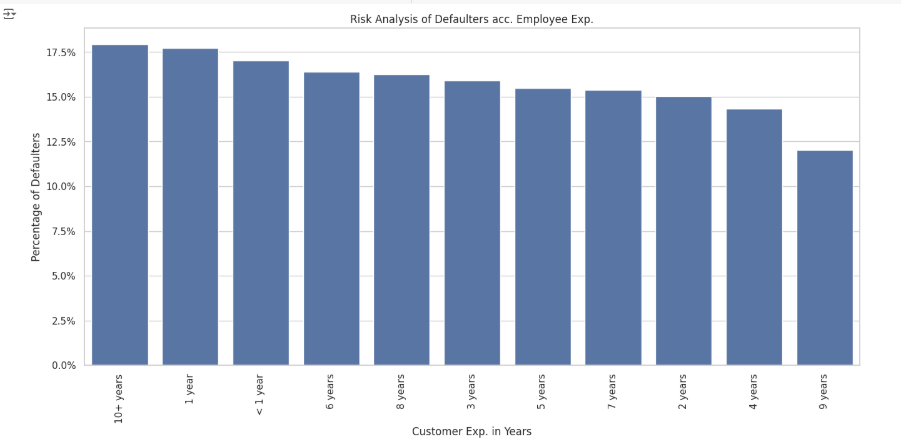 Risk Analysis of Defaulters acc. Employee Exp.
Percentage of Defaulters
17.5%
15.0%
12.5%
10.0%
7.5%
5.0%
2.5%
0.0%
10+ years
1 year
< 1 year
6 years
8 years
3 years
5 years
7 years
2 years
4 years
9 years
Customer Exp. in Years